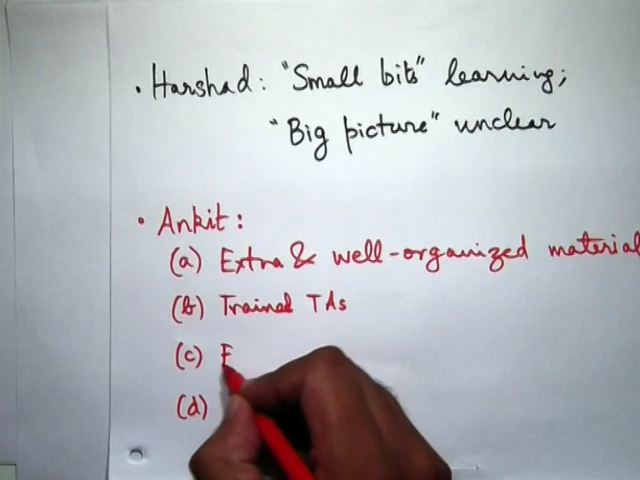 • Harshad: "Small bits" learning;
"Big picture" unclear
• Ankit:
(a) Extra & well-organized material
(b) Trained TAs
(c) F
(d)